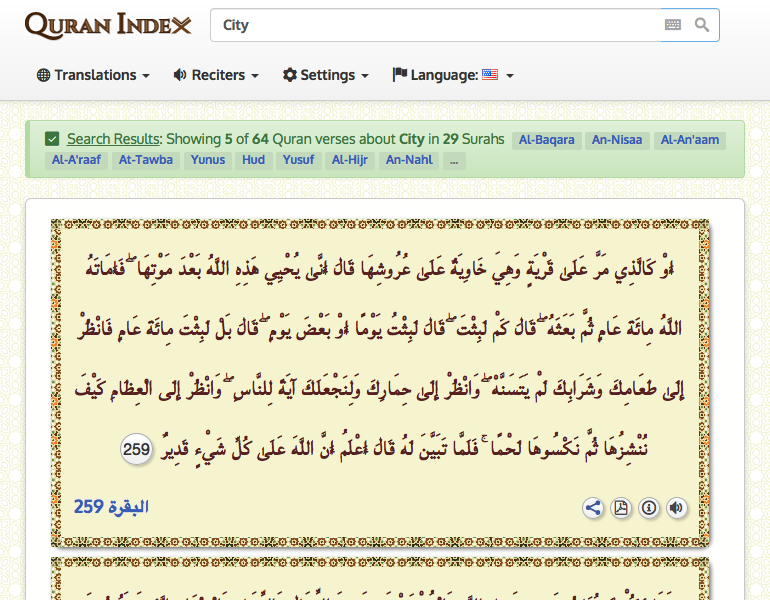 Quran Index
City
Translations Reciters Settings Language:
Search Results: Showing 5 of 64 Quran verses about City in 29 Surahs Al-Baqara An-Nisaa Al-An'aam
Al-A'raaf At-Tawba Yunus Hud Yusuf Al-Hijr An-Nahl ...
أَوْ كَالَّذِي مَرَّ عَلَىٰ قَرْيَةٍ وَهِيَ خَاوِيَةٌ عَلَىٰ عُرُوشِهَا قَالَ أَنَّىٰ يُحْيِي هَٰذِهِ اللَّهُ بَعْدَ مَوْتِهَا ۖ فَأَمَاتَهُ
اللَّهُ مِائَةَ عَامٍ ثُمَّ بَعَثَهُ ۖ قَالَ كَمْ لَبِثْتَ ۖ قَالَ لَبِثْتُ يَوْمًا أَوْ بَعْضَ يَوْمٍ ۖ قَالَ بَلْ لَبِثْتَ مِائَةَ عَامٍ فَانْظُرْ
إِلَىٰ طَعَامِكَ وَشَرَابِكَ لَمْ يَتَسَنَّهْ ۖ وَانْظُرْ إِلَىٰ حِمَارِكَ وَلِنَجْعَلَكَ آيَةً لِلنَّاسِ ۖ وَانْظُرْ إِلَى الْعِظَامِ كَيْفَ
نُنْشِزُهَا ثُمَّ نَكْسُوهَا لَحْمًا ۚ فَلَمَّا تَبَيَّنَ لَهُ قَالَ أَعْلَمُ أَنَّ اللَّهَ عَلَىٰ كُلِّ شَيْءٍ قَدِيرٌ 259
البقرة 259